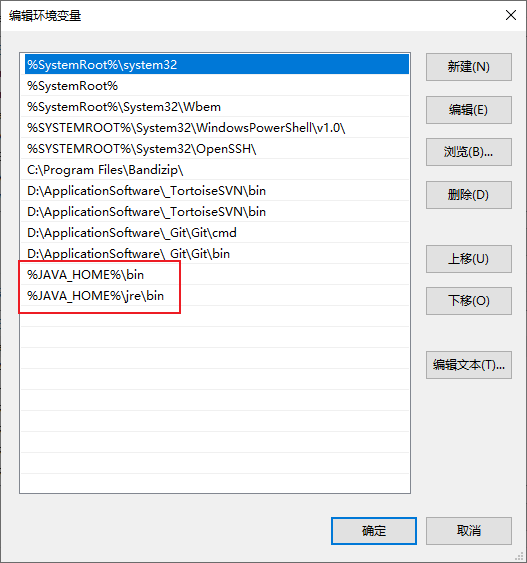 编辑环境变量
%SystemRoot%\system32
%SystemRoot%
%SystemRoot%\System32\Wbem
%SYSTEMROOT%\System32\WindowsPowerShell\v1.0\
%SYSTEMROOT%\System32\OpenSSH\
C:\Program Files\Bandizip\
D:\ApplicationSoftware\_TortoiseSVN\bin
D:\ApplicationSoftware\_TortoiseSVN\bin
D:\ApplicationSoftware\_Git\Git\cmd
D:\ApplicationSoftware\_Git\Git\bin
%JAVA_HOME%\bin
%JAVA_HOME%\jre\bin
新建(N)
编辑(E)
浏览(B)...
删除(D)
上移(U)
下移(O)
编辑文本(T)...
确定
取消